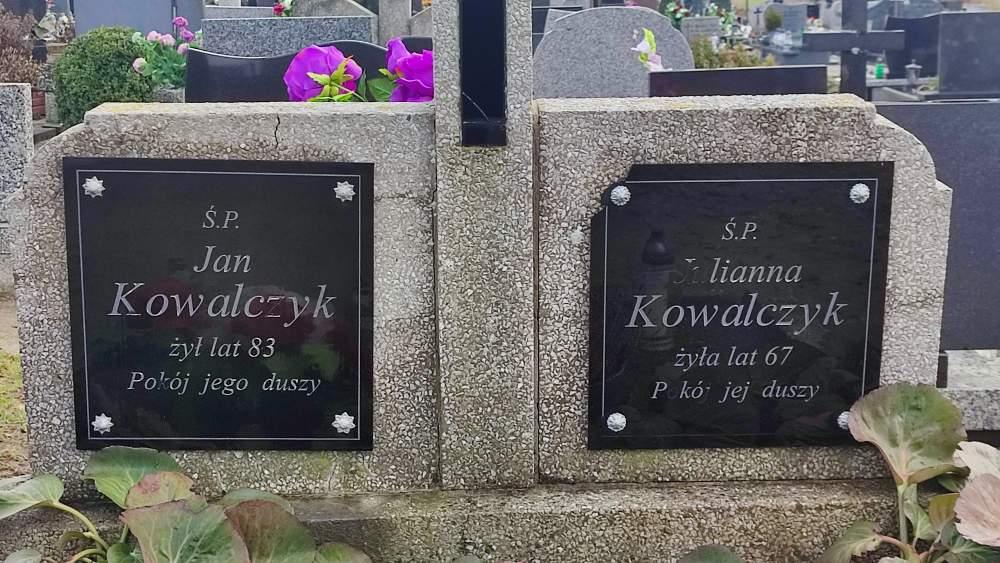 Ś.P.
Jan
Kowalczyk
żył lat 83
Pokój jego duszy
Ś.P.
Julianna
Kowalczyk
żyła lat 67
Pokój jej duszy